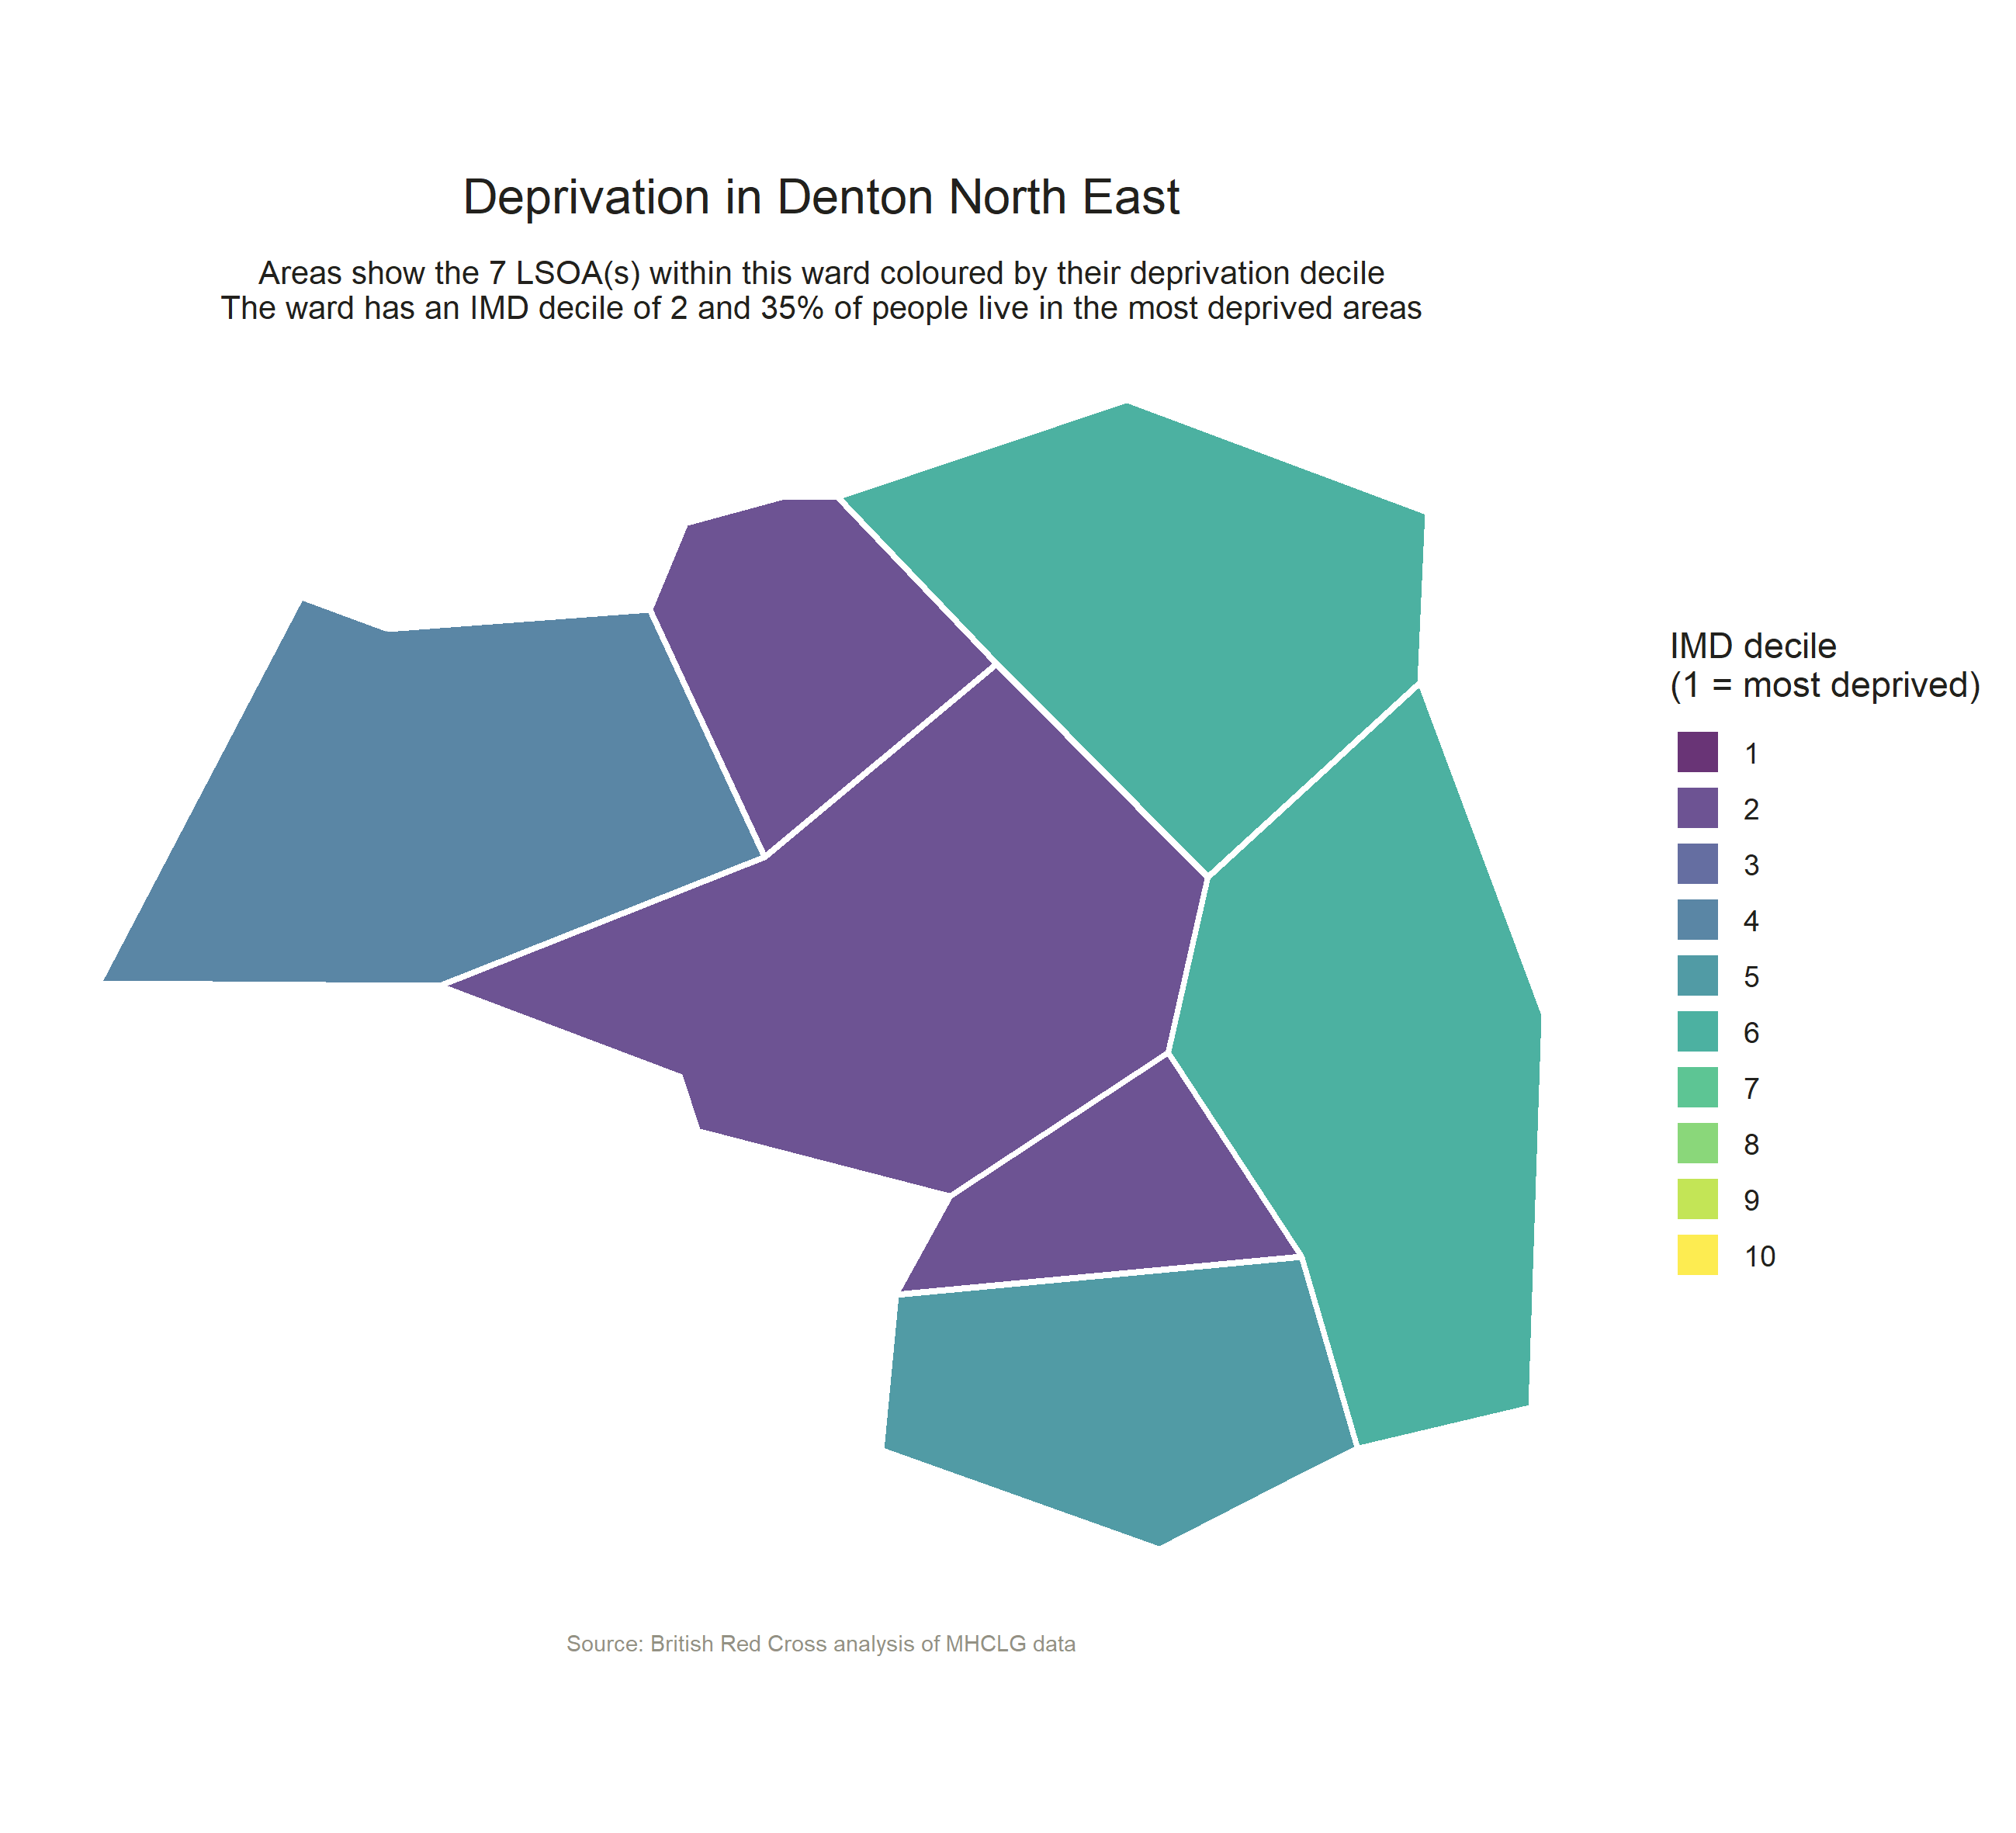 Deprivation in Denton North East
Areas show the 7 LSOA(s) within this ward coloured by their deprivation decile
The ward has an IMD decile of 2 and 35% of people live in the most deprived areas
IMD decile
(1 = most deprived)
1
2
3
4
5
6
7
8
9
10
Source: British Red Cross analysis of MHCLG data